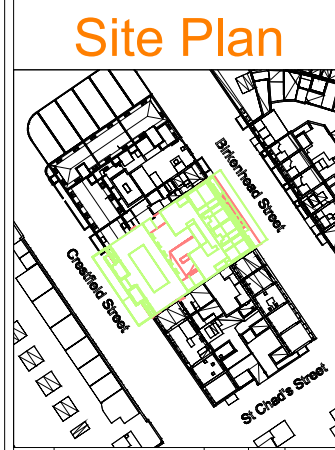 Site Plan
Birkenhead Street
Crestfield Street
St Chad's Street